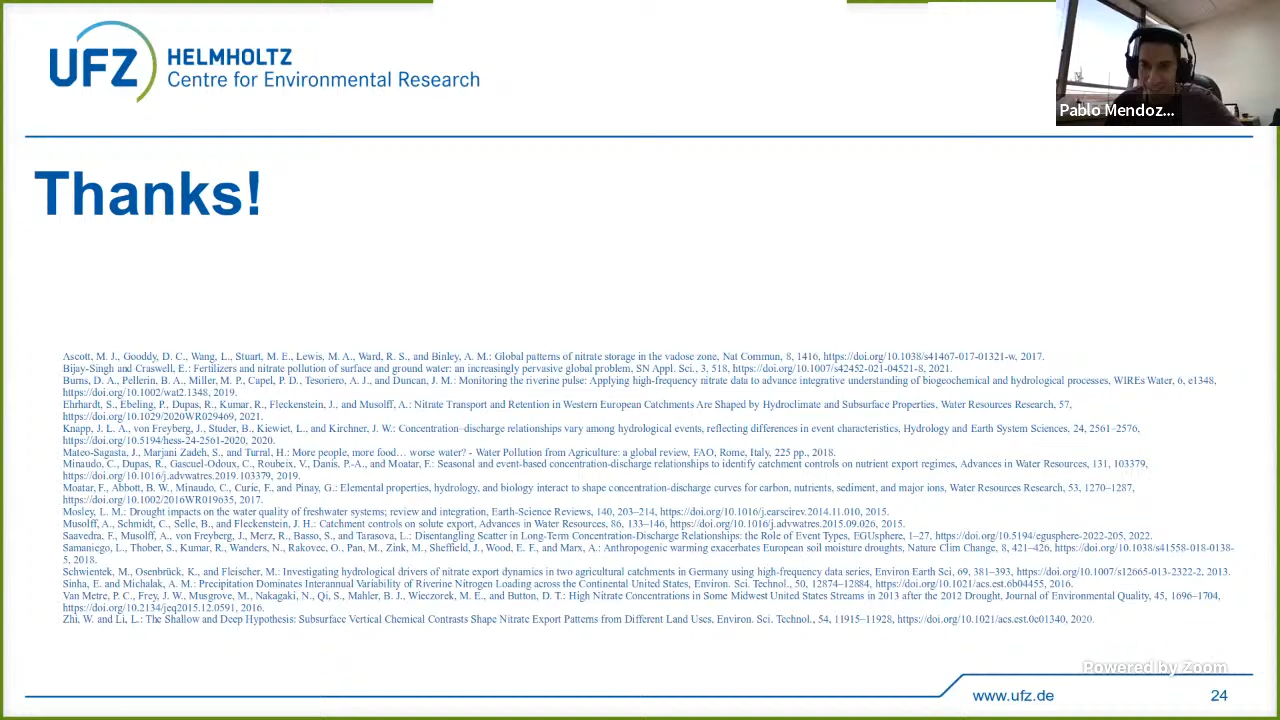 UFZ HELMHOLTZ
Centre for Environmental Research
Pablo Mendoz...
Thanks!
Ascott, M. J., Gooddy, D. C., Wang, L., Stuart, M. E., Lewis, M. A., Ward, R. S., and Binley, A. M.: Global patterns of nitrate storage in the vadose zone, Nat Commun, 8, 1416, https://doi.org/10.1038/s41467-017-01321-w, 2017.
Bijay-Singh and Craswell, E.: Fertilizers and nitrate pollution of surface and ground water: an increasingly pervasive global problem, SN Appl. Sci., 3, 518, https://doi.org/10.1007/s42452-021-04521-8, 2021.
Burns, D. A., Pellerin, B. A., Miller, M. P., Capel, P. D., Tesoriero, A. J., and Duncan, J. M.: Monitoring the riverine pulse: Applying high-frequency nitrate data to advance integrative understanding of biogeochemical and hydrological processes, WIREs Water, 6, e1348,
https://doi.org/10.1002/wat2.1348, 2019.
Ehrhardt, S., Ebeling, P., Dupas, R., Kumar, R., Fleckenstein, J., and Musolff, A.: Nitrate Transport and Retention in Western European Catchments Are Shaped by Hydroclimate and Subsurface Properties, Water Resources Research, 57,
https://doi.org/10.1029/2020WR029469, 2021.
Knapp, J. L. A., von Freyberg, J., Studer, B., Kiewiet, L., and Kirchner, J. W.: Concentration–discharge relationships vary among hydrological events, reflecting differences in event characteristics, Hydrology and Earth System Sciences, 24, 2561–2576,
https://doi.org/10.5194/hess-24-2561-2020, 2020.
Mateo-Sagasta, J., Marjani Zadeh, S., and Turral, H.: More people, more food… worse water? - Water Pollution from Agriculture: a global review, FAO, Rome, Italy, 225 pp., 2018.
Minaudo, C., Dupas, R., Gascuel-Odoux, C., Roubeix, V., Danis, P.-A., and Moatar, F.: Seasonal and event-based concentration-discharge relationships to identify catchment controls on nutrient export regimes, Advances in Water Resources, 131, 103379,
https://doi.org/10.1016/j.advwatres.2019.103379, 2019.
Moatar, F., Abbott, B. W., Minaudo, C., Curie, F., and Pinay, G.: Elemental properties, hydrology, and biology interact to shape concentration-discharge curves for carbon, nutrients, sediment, and major ions, Water Resources Research, 53, 1270–1287,
https://doi.org/10.1002/2016WR019635, 2017.
Mosley, L. M.: Drought impacts on the water quality of freshwater systems; review and integration, Earth-Science Reviews, 140, 203–214, https://doi.org/10.1016/j.earscirev.2014.11.010, 2015.
Musolff, A., Schmidt, C., Selle, B., and Fleckenstein, J. H.: Catchment controls on solute export, Advances in Water Resources, 86, 133–146, https://doi.org/10.1016/j.advwatres.2015.09.026, 2015.
Saavedra, F., Musolff, A., von Freyberg, J., Merz, R., Basso, S., and Tarasova, L.: Disentangling Scatter in Long-Term Concentration-Discharge Relationships: the Role of Event Types, EGUsphere, 1–27, https://doi.org/10.5194/egusphere-2022-205, 2022.
Samaniego, L., Thober, S., Kumar, R., Wanders, N., Rakovec, O., Pan, M., Zink, M., Sheffield, J., Wood, E. F., and Marx, A.: Anthropogenic warming exacerbates European soil moisture droughts, Nature Clim Change, 8, 421–426, https://doi.org/10.1038/s41558-018-0138-
5, 2018.
Schwientek, M., Osenbrück, K., and Fleischer, M.: Investigating hydrological drivers of nitrate export dynamics in two agricultural catchments in Germany using high-frequency data series, Environ Earth Sci, 69, 381–393, https://doi.org/10.1007/s12665-013-2322-2, 2013.
Sinha, E. and Michalak, A. M.: Precipitation Dominates Interannual Variability of Riverine Nitrogen Loading across the Continental United States, Environ. Sci. Technol., 50, 12874–12884, https://doi.org/10.1021/acs.est.6b04455, 2016.
Van Metre, P. C., Frey, J. W., Musgrove, M., Nakagaki, N., Qi, S., Mahler, B. J., Wieczorek, M. E., and Button, D. T.: High Nitrate Concentrations in Some Midwest United States Streams in 2013 after the 2012 Drought, Journal of Environmental Quality, 45, 1696–1704,
https://doi.org/10.2134/jeq2015.12.0591, 2016.
Zhi, W. and Li, L.: The Shallow and Deep Hypothesis: Subsurface Vertical Chemical Contrasts Shape Nitrate Export Patterns from Different Land Uses, Environ. Sci. Technol., 54, 11915–11928, https://doi.org/10.1021/acs.est.0c01340, 2020.
Powered by Zoom
www.ufz.de 24